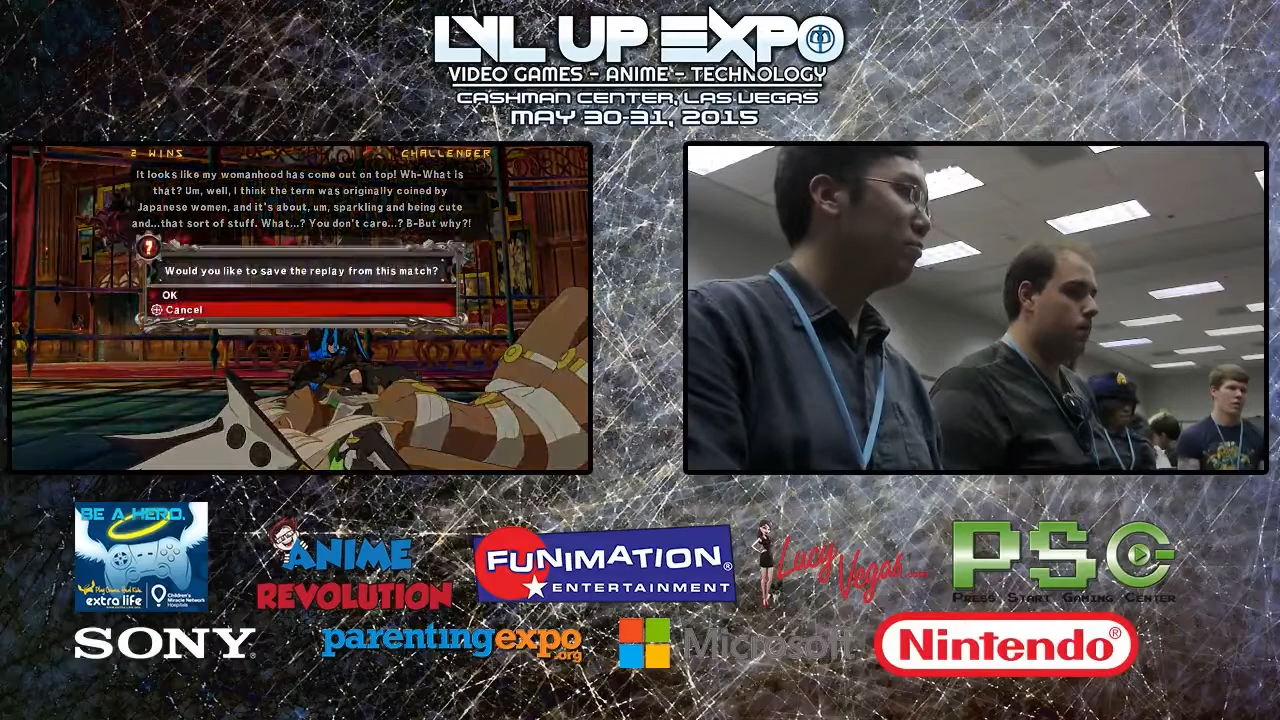 LVL UP EXPO
VIDEO GAMES - ANIME - TECHNOLOGY
CASHMAN CENTER, LAS VEGAS
MAY 30-31, 2015
2 WINS
CHALLENGER
It looks like my womanhood has come out on top! Wh-What is
that? Um, well, I think the term was originally coined by
Japanese women, and it's about, um, sparkling and being cute
and...that sort of stuff. What...? You don't care...? B-But why?!
?
Would you like to save the replay from this match?
OK
Cancel
BE A HERO.
Play Games. Heal Kids.
extra life
Children's
Miracle Network
Hospitals
ANIME
REVOLUTION
FUNIMATION®
ENTERTAINMENT
Lucy Vegas.com
PSG
PRESS START GAMING CENTER
SONY
parentingexpo
.org
Microsoft
Nintendo®